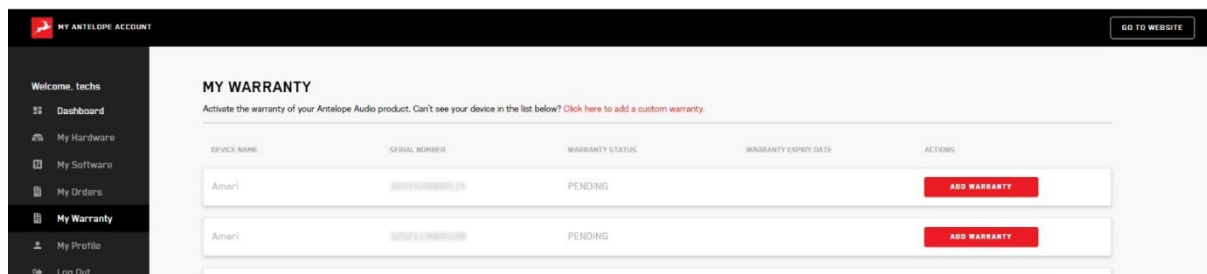 MY ANTELOPE ACCOUNT
GO TO WEBSITE
Welcome, techs
Dashboard
My Hardware
My Software
My Orders
My Warranty
My Profile
Log Out
MY WARRANTY
Activate the warranty of your Antelope Audio product. Can't see your device in the list below? Click here to add a custom warranty.
DEVICE NAME SERIAL NUMBER WARRANTY STATUS WARRANTY EXPIRY DATE ACTIONS
Amari PENDING ADD WARRANTY
Amari PENDING ADD WARRANTY